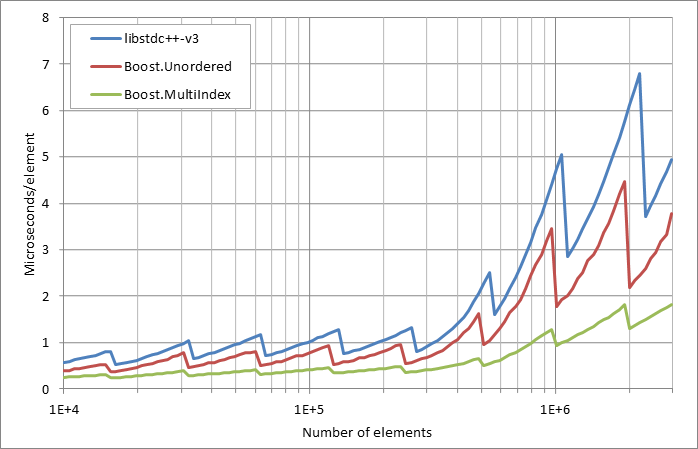 8
7
6
5
4
3
2
1
0
Microseconds/element
libstdc++-v3
Boost.Unordered
Boost.MultiIndex
1E+4
1E+5
1E+6
Number of elements